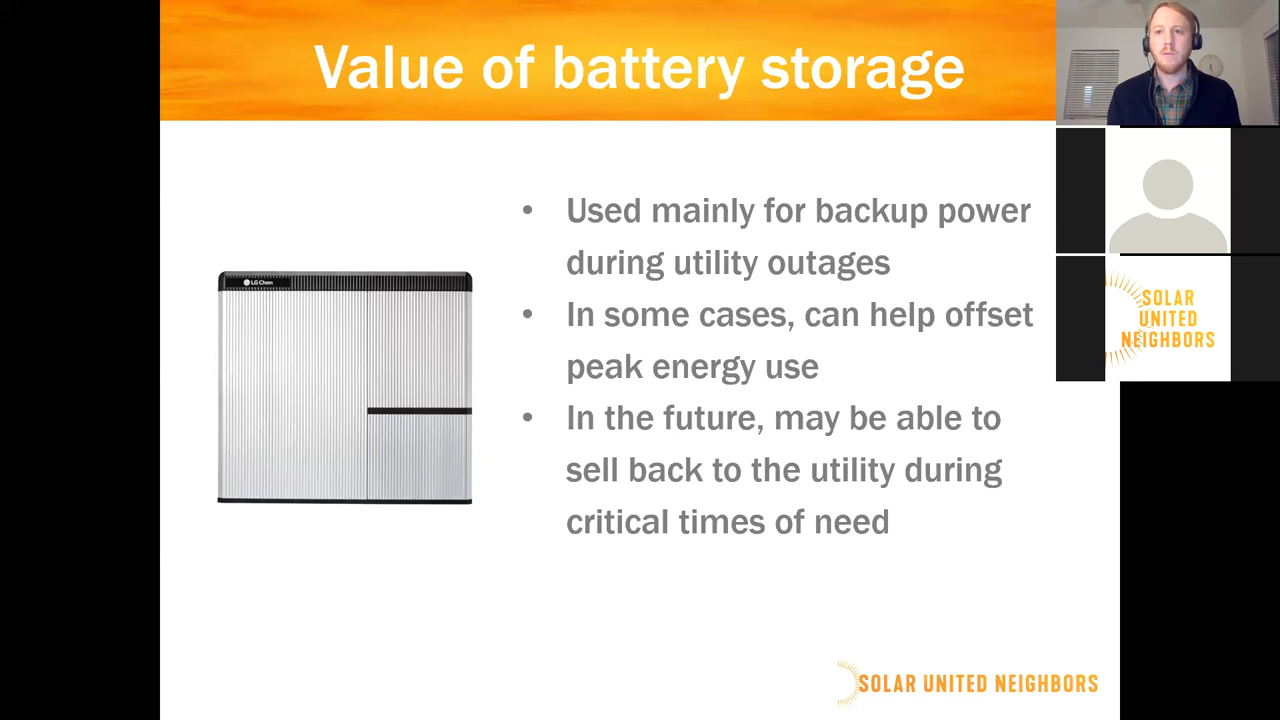 Value of battery storage
• Used mainly for backup power
during utility outages
• In some cases, can help offset
peak energy use
• In the future, may be able to
sell back to the utility during
critical times of need
LG Chem
SOLAR
UNITED
NEIGHBORS
SOLAR UNITED NEIGHBORS